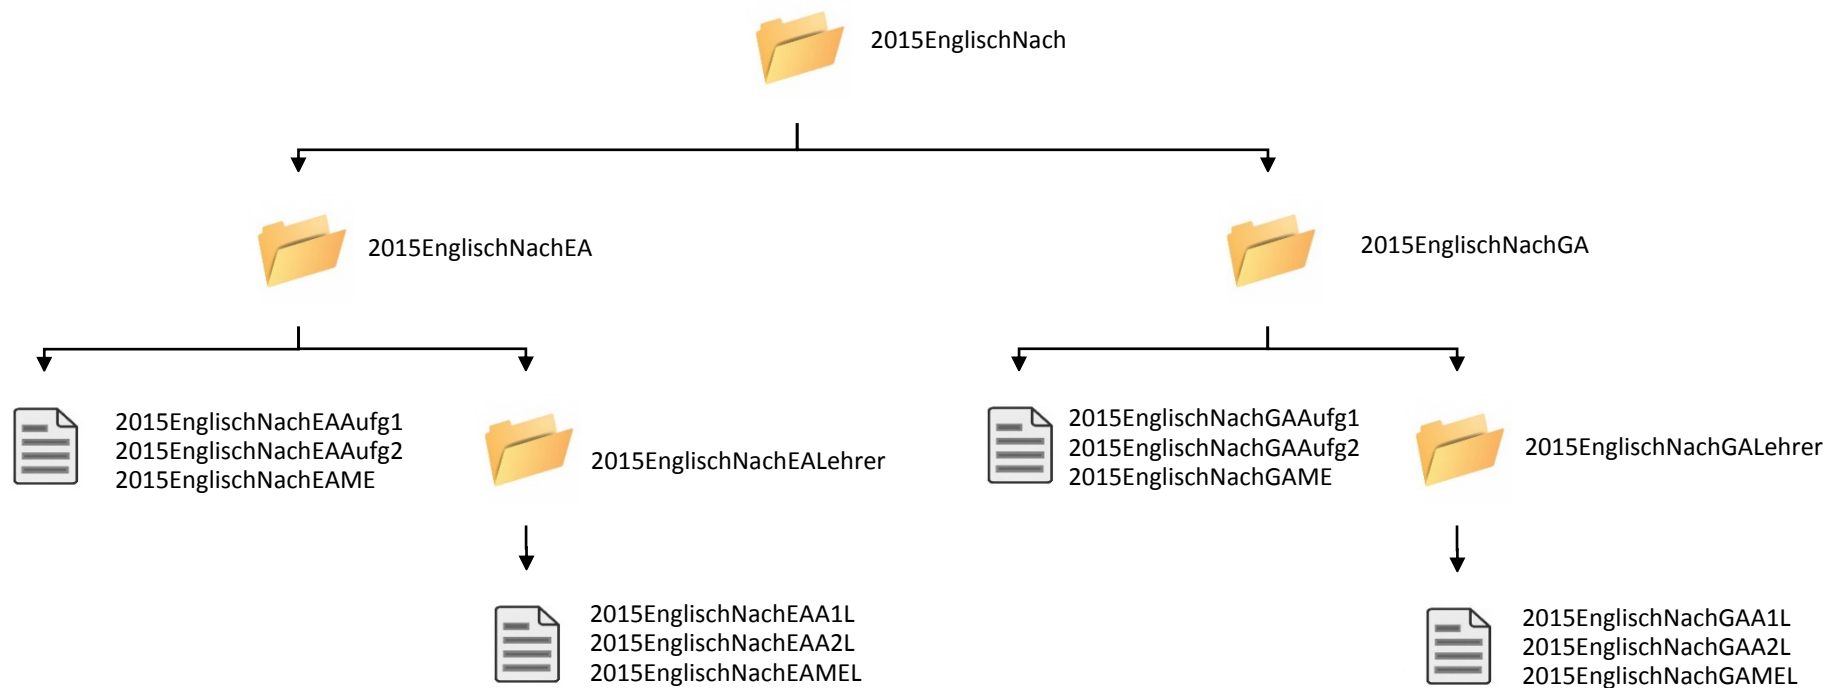 2015EnglischNach
2015EnglischNachEA
2015EnglischNachGA
2015EnglischNachEAAufg1
2015EnglischNachEAAufg2
2015EnglischNachEAME
2015EnglischNachEALehrer
2015EnglischNachGAAufg1
2015EnglischNachGAAufg2
2015EnglischNachGAME
2015EnglischNachGALehrer
2015EnglischNachEAA1L
2015EnglischNachEAA2L
2015EnglischNachEAMEL
2015EnglischNachGAA1L
2015EnglischNachGAA2L
2015EnglischNachGAMEL